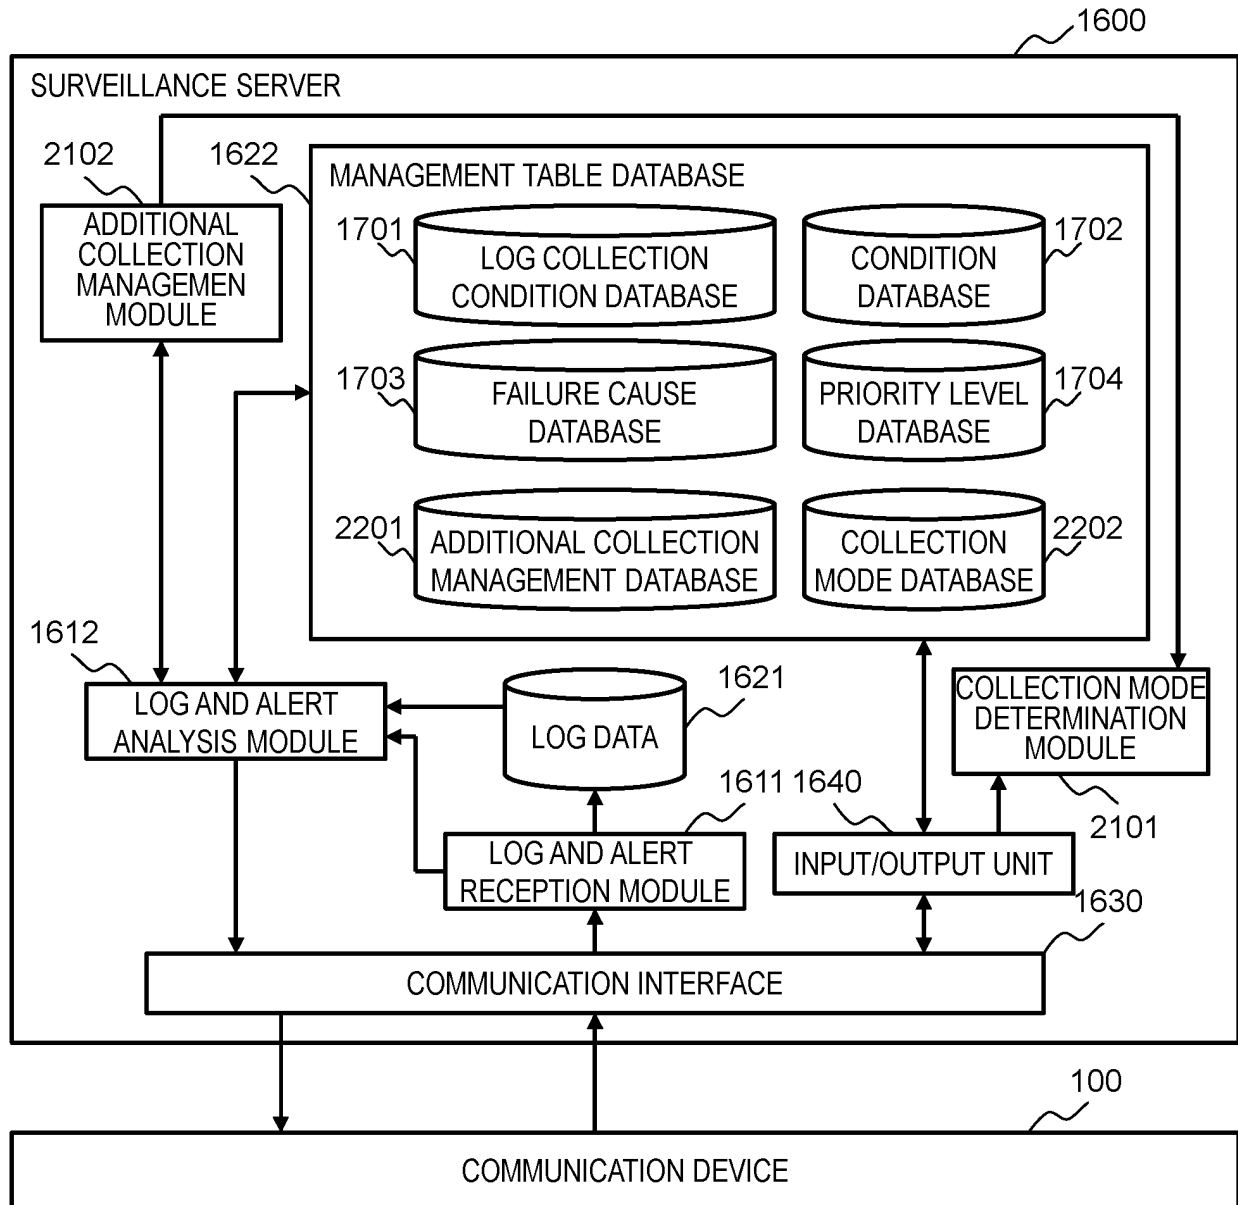 1600
SURVEILLANCE SERVER
2102
1622
ADDITIONAL
COLLECTION
MANAGEMEN
MODULE
MANAGEMENT TABLE DATABASE
1701
LOG COLLECTION
CONDITION DATABASE
1702
CONDITION
DATABASE
1703
FAILURE CAUSE
DATABASE
1704
PRIORITY LEVEL
DATABASE
2201
ADDITIONAL COLLECTION
MANAGEMENT DATABASE
2202
COLLECTION
MODE DATABASE
1612
LOG AND ALERT
ANALYSIS MODULE
1621
LOG DATA
COLLECTION MODE
DETERMINATION
MODULE
2101
1611
LOG AND ALERT
RECEPTION MODULE
1640
INPUT/OUTPUT UNIT
1630
COMMUNICATION INTERFACE
100
COMMUNICATION DEVICE